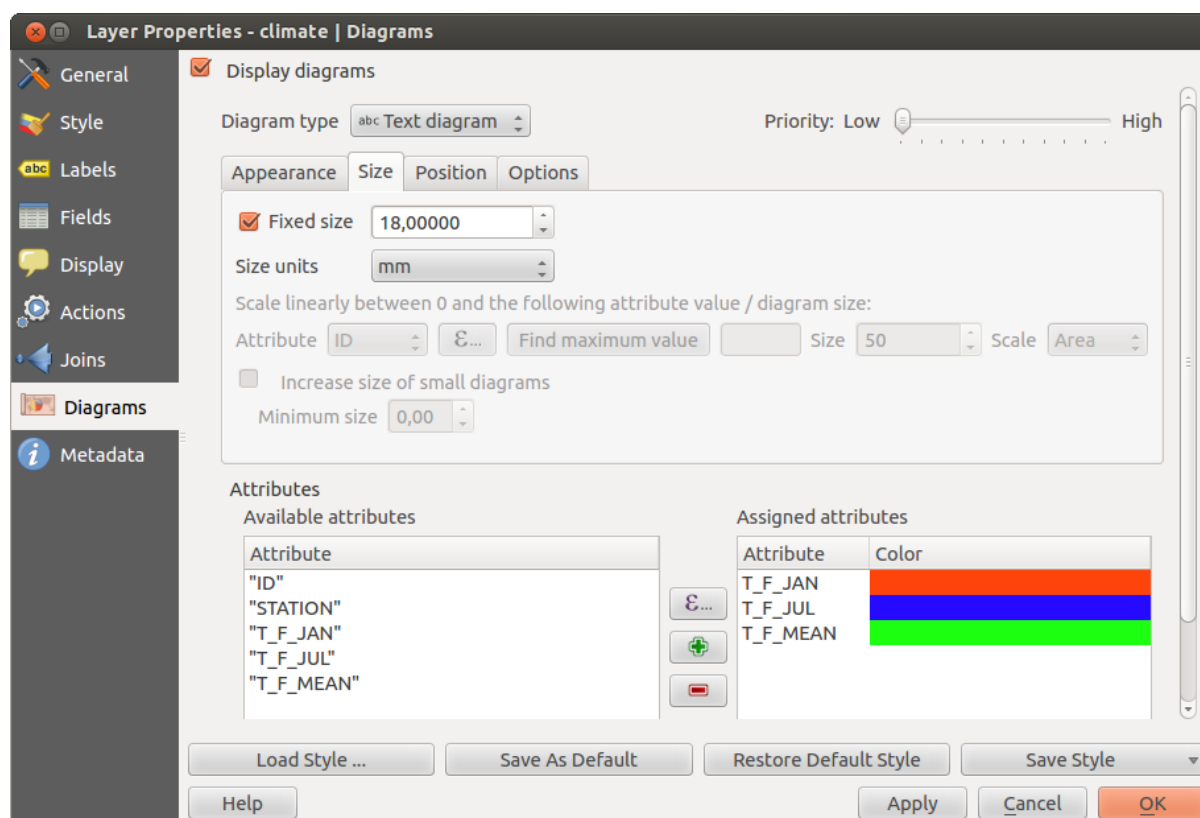 Layer Properties - climate | Diagrams
General
Style
abc Labels
Fields
Display
Actions
Joins
Diagrams
i Metadata
Display diagrams
Diagram type abc Text diagram
Priority: Low High
Appearance Size Position Options
Fixed size 18,00000
Size units mm
Scale linearly between 0 and the following attribute value / diagram size:
Attribute ID ε... Find maximum value Size 50 Scale Area
Increase size of small diagrams
Minimum size 0,00
Attributes
Available attributes
Attribute
"ID"
"STATION"
"T_F_JAN"
"T_F_JUL"
"T_F_MEAN"
ε...
Assigned attributes
Attribute Color
T_F_JAN
T_F_JUL
T_F_MEAN
Load Style ... Save As Default Restore Default Style Save Style
Help Apply Cancel OK